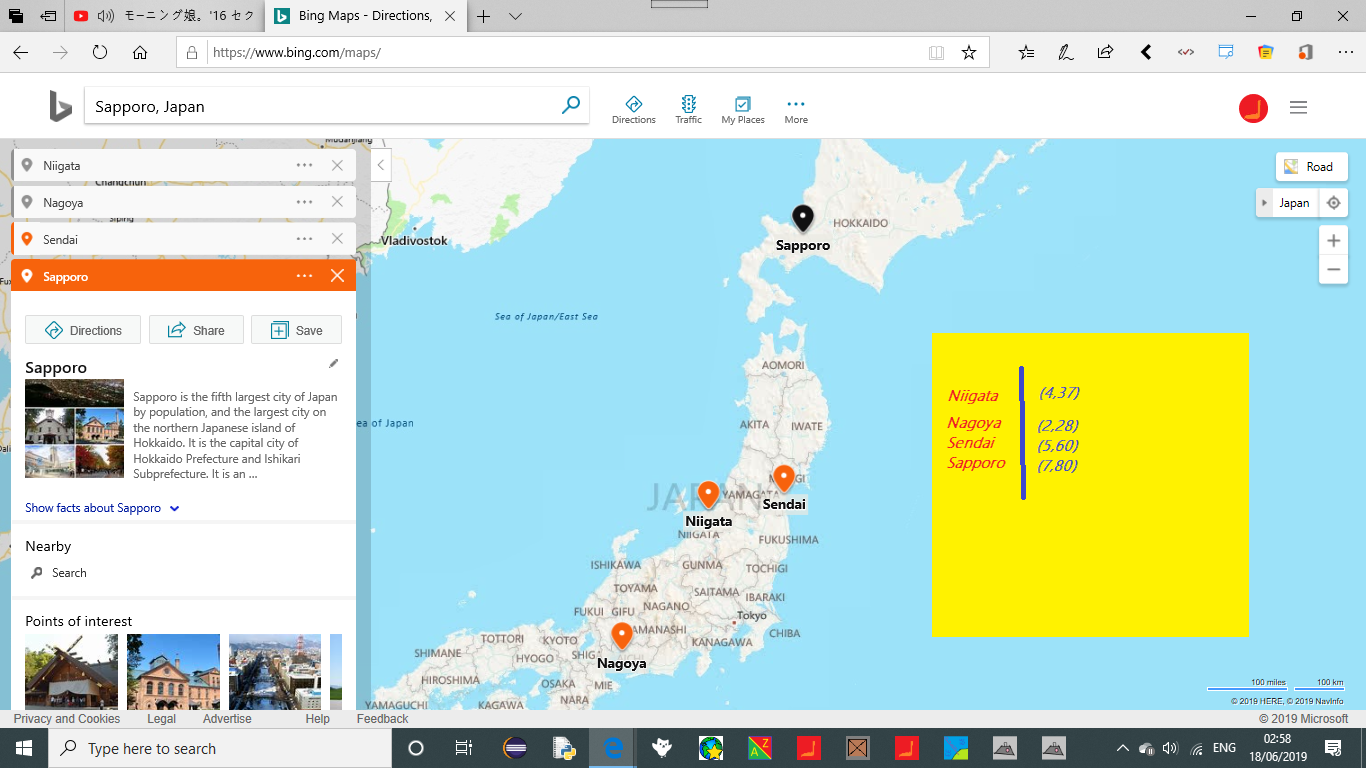 モーニング娘。'16 セク
Bing Maps - Directions,
https://www.bing.com/maps/
Sapporo, Japan
Directions
Traffic
My Places
More
Niigata
Nagoya
Sendai
Sapporo
Directions
Share
Save
Sapporo
Sapporo is the fifth largest city of Japan
by population, and the largest city on
the northern Japanese island of
Hokkaido. It is the capital city of
Hokkaido Prefecture and Ishikari
Subprefecture. It is an ...
Show facts about Sapporo
Nearby
Search
Points of interest
Mudanjiang
Changchun
Siping
Vladivostok
Sea of Japan/East Sea
ea of Japan
HOKKAIDO
Sapporo
AOMORI
AKITA
IWATE
JAPAN
YAMAGATA
Sendai
Niigata
NIIGATA
FUKUSHIMA
ISHIKAWA
GUNMA
TOCHIGI
TOYAMA
SAITAMA
IBARAKI
FUKUI
GIFU
NAGANO
Tokyo
AMANASHI
CHIBA
KANAGAWA
TOTTORI
KYOTO
SHIMANE
HYOGO
SHIG
Nagoya
HIROSHIMA
OSAKA
MIE
NARA
YAMAGUCHI
KAGAWA
Road
Japan
Niigata (4,37)
Nagoya (2,28)
Sendai (5,60)
Sapporo (7,80)
100 miles
100 km
© 2019 HERE, © 2019 NavInfo
Privacy and Cookies
Legal
Advertise
Help
Feedback
© 2019 Microsoft
Type here to search
A Z
ENG
02:58
18/06/2019